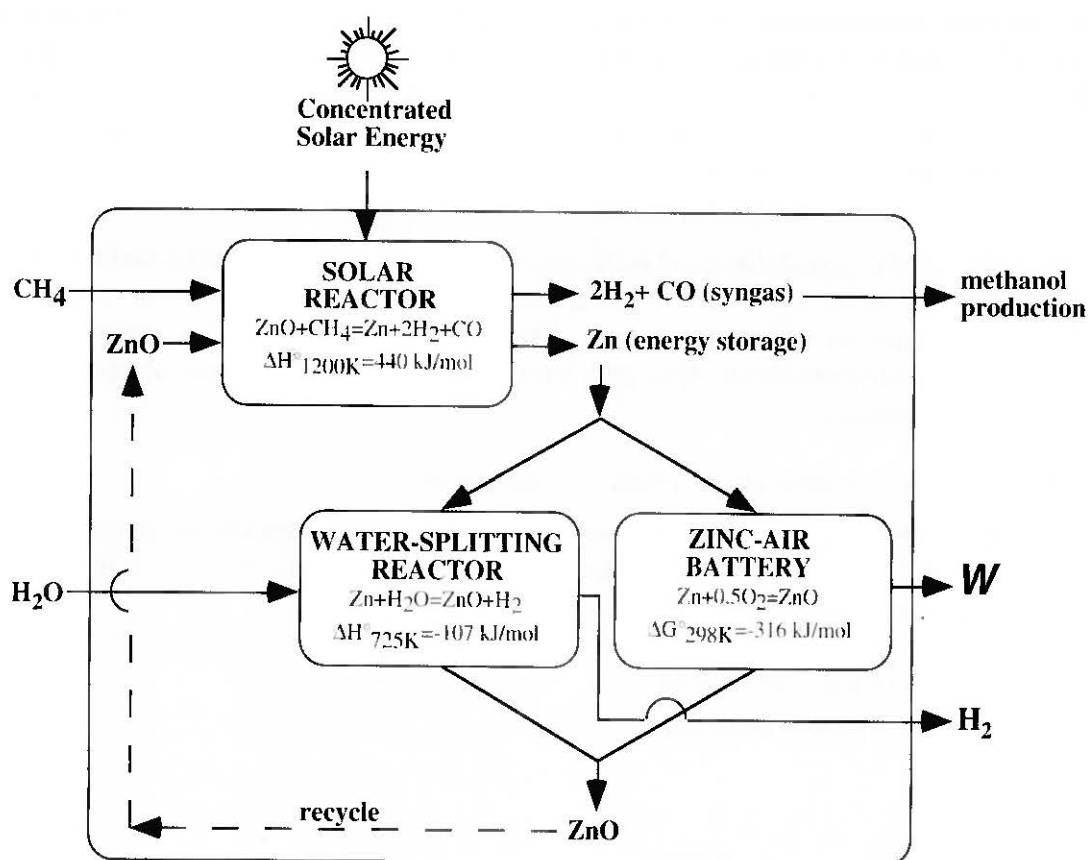 Concentrated
Solar Energy
SOLAR
REACTOR
ZnO+CH4=Zn+2H2+CO
ΔH°1200K=440 kJ/mol
CH4
ZnO
2H2+ CO (syngas)
Zn (energy storage)
methanol
production
WATER-SPLITTING
REACTOR
Zn+H2O=ZnO+H2
ΔH°725K=-107 kJ/mol
ZINC-AIR
BATTERY
Zn+0.5O2=ZnO
ΔG°298K=-316 kJ/mol
H2O
W
H2
recycle
ZnO